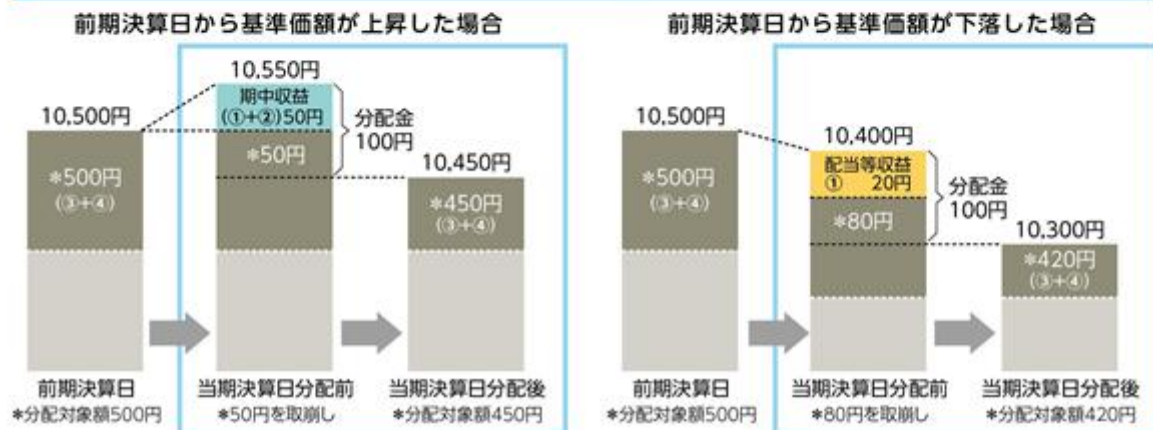 前期決算日から基準価額が上昇した場合
10,550円
期中収益
(①+②)50円
10,500円
分配金
100円
*50円
10,450円
*500円
(③+④)
*450円
(③+④)
前期決算日
*分配対象額500円
当期決算日分配前
*50円を取崩し
当期決算日分配後
*分配対象額450円
前期決算日から基準価額が下落した場合
10,500円
10,400円
配当等収益
① 20円
分配金
100円
*500円
(③+④)
*80円
10,300円
*420円
(③+④)
前期決算日
*分配対象額500円
当期決算日分配前
*80円を取崩し
当期決算日分配後
*分配対象額420円